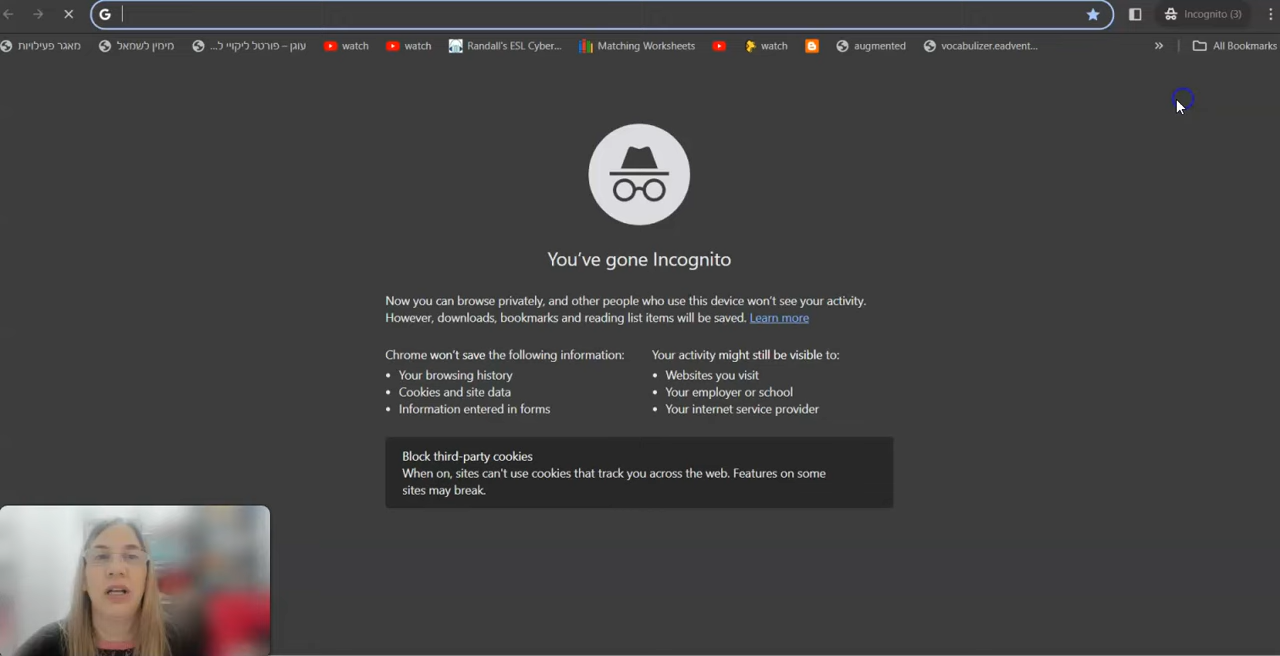 Incognito (3)
מאגר פעילויות מימין לשמאל עוגן – פורטל ליקויי ל... watch watch Randall's ESL Cyber... Matching Worksheets watch augmented vocabulizer.eadvent... » All Bookmarks
You've gone Incognito
Now you can browse privately, and other people who use this device won't see your activity.
However, downloads, bookmarks and reading list items will be saved. Learn more
Chrome won't save the following information:
• Your browsing history
• Cookies and site data
• Information entered in forms
Your activity might still be visible to:
• Websites you visit
• Your employer or school
• Your internet service provider
Block third-party cookies
When on, sites can't use cookies that track you across the web. Features on some
sites may break.